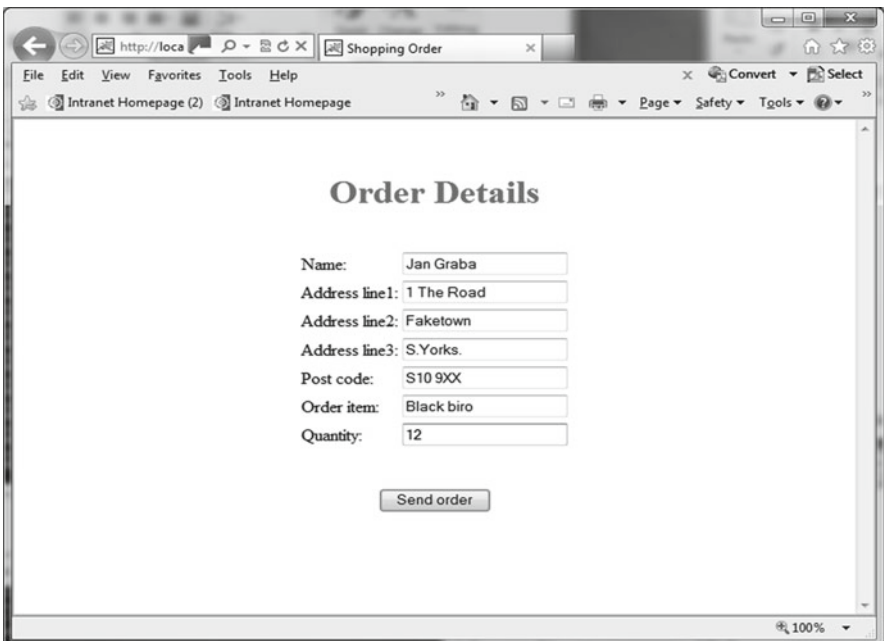 http://loca
Shopping Order
File Edit View Favorites Tools Help
x Convert Select
Intranet Homepage (2) Intranet Homepage » Page Safety Tools »
Order Details
Name: Jan Graba
Address line1: 1 The Road
Address line2: Faketown
Address line3: S.Yorks.
Post code: S10 9XX
Order item: Black biro
Quantity: 12
Send order
100%